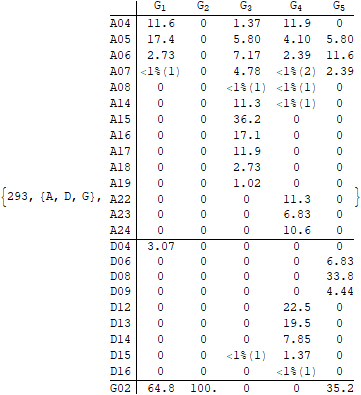 G1 G2 G3 G4 G5
A04 11.6 0 1.37 11.9 0
A05 17.4 0 5.80 4.10 5.80
A06 2.73 0 7.17 2.39 11.6
A07 <1%(1) 0 4.78 <1%(2) 2.39
A08 0 0 <1%(1) <1%(1) 0
A14 0 0 11.3 <1%(1) 0
A15 0 0 36.2 0 0
A16 0 0 17.1 0 0
A17 0 0 11.9 0 0
A18 0 0 2.73 0 0
A19 0 0 1.02 0 0
{293, {A, D, G}, A22 0 0 0 11.3 0 }
A23 0 0 0 6.83 0
A24 0 0 0 10.6 0
D04 3.07 0 0 0 0
D06 0 0 0 0 6.83
D08 0 0 0 0 33.8
D09 0 0 0 0 4.44
D12 0 0 0 22.5 0
D13 0 0 0 19.5 0
D14 0 0 0 7.85 0
D15 0 0 <1%(1) 1.37 0
D16 0 0 0 <1%(1) 0
G02 64.8 100. 0 0 35.2